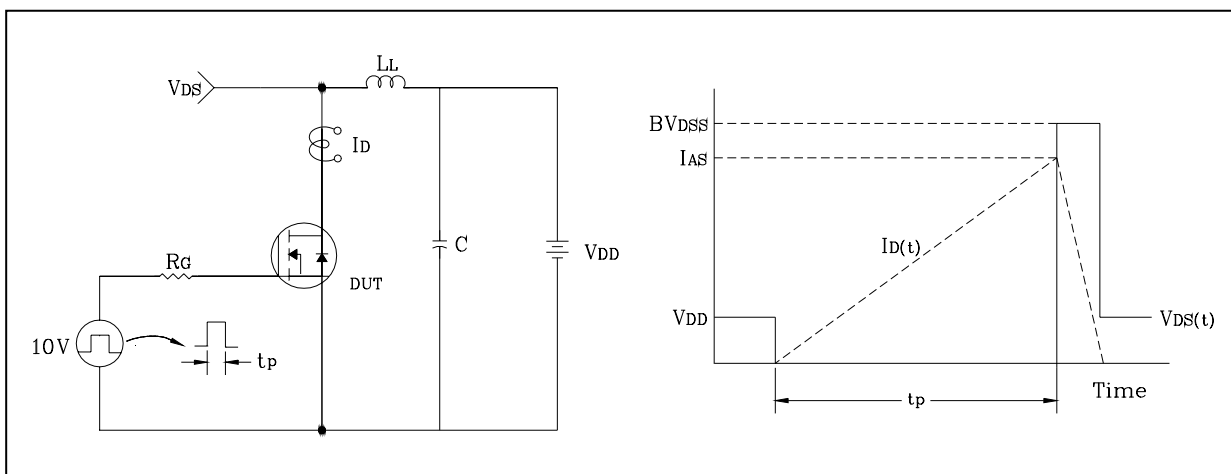 LL
VDS
ID
RG
DUT
C
VDD
10V
tp
BVDSS
IAS
ID(t)
VDD
VDS(t)
tp
Time